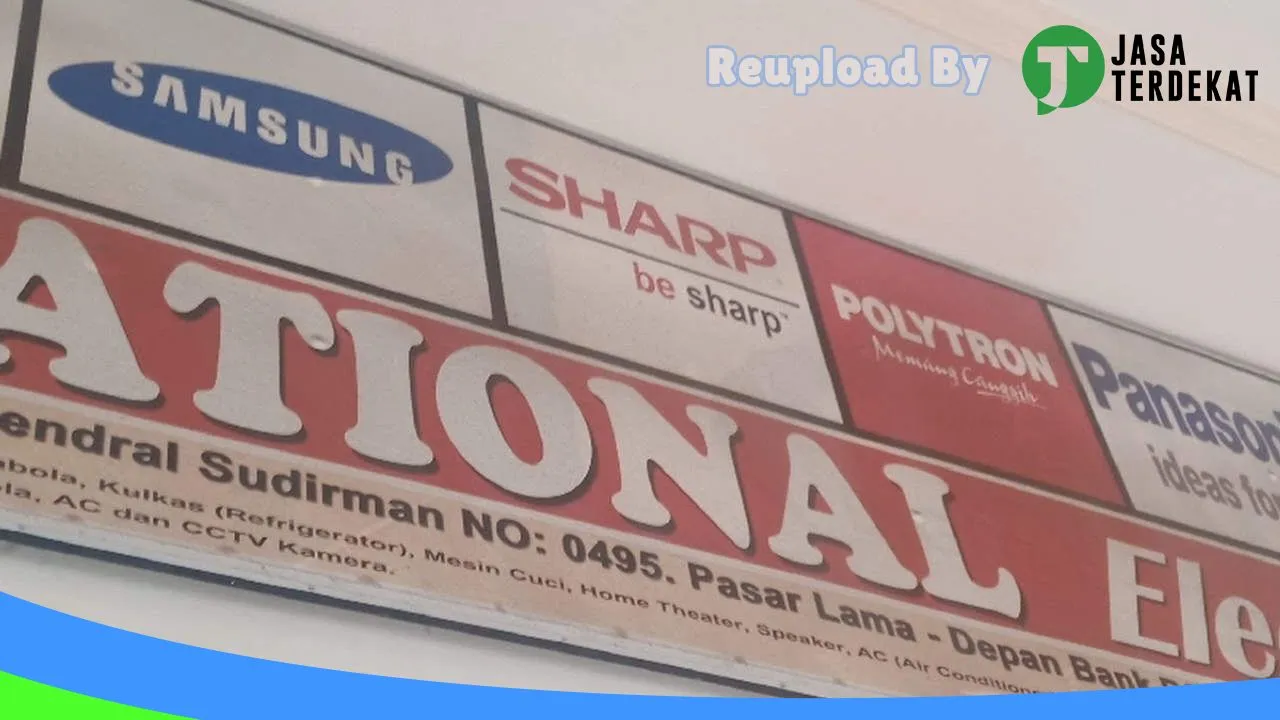 Reupload By
JASA
TERDEKAT
SAMSUNG
SHARP
be sharp™
POLYTRON
Memang Canggih
Panason
ideas fo
ATIONAL Ele
endral Sudirman NO: 0495. Pasar Lama - Depan Bank
abola, Kulkas (Refrigerator), Mesin Cuci, Home Theater, Speaker, AC (Air Condition
la, AC dan CCTV Kamera.